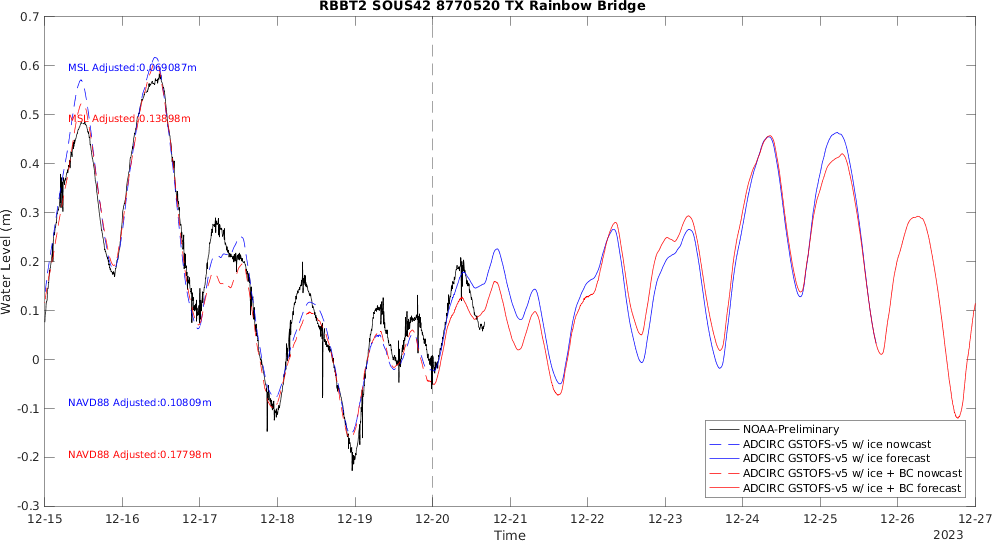 RBBT2 SOUS42 8770520 TX Rainbow Bridge
0.7
0.6
0.5
0.4
0.3
0.2
0.1
0
-0.1
-0.2
-0.3
Water Level (m)
MSL Adjusted:0.069087m
MSL Adjusted:0.13898m
NAVD88 Adjusted:0.10809m
NAVD88 Adjusted:0.17798m
NOAA-Preliminary
ADCIRC GSTOFS-v5 w/ ice nowcast
ADCIRC GSTOFS-v5 w/ ice forecast
ADCIRC GSTOFS-v5 w/ ice + BC nowcast
ADCIRC GSTOFS-v5 w/ ice + BC forecast
12-15 12-16 12-17 12-18 12-19 12-20 12-21 12-22 12-23 12-24 12-25 12-26 12-27
Time
2023